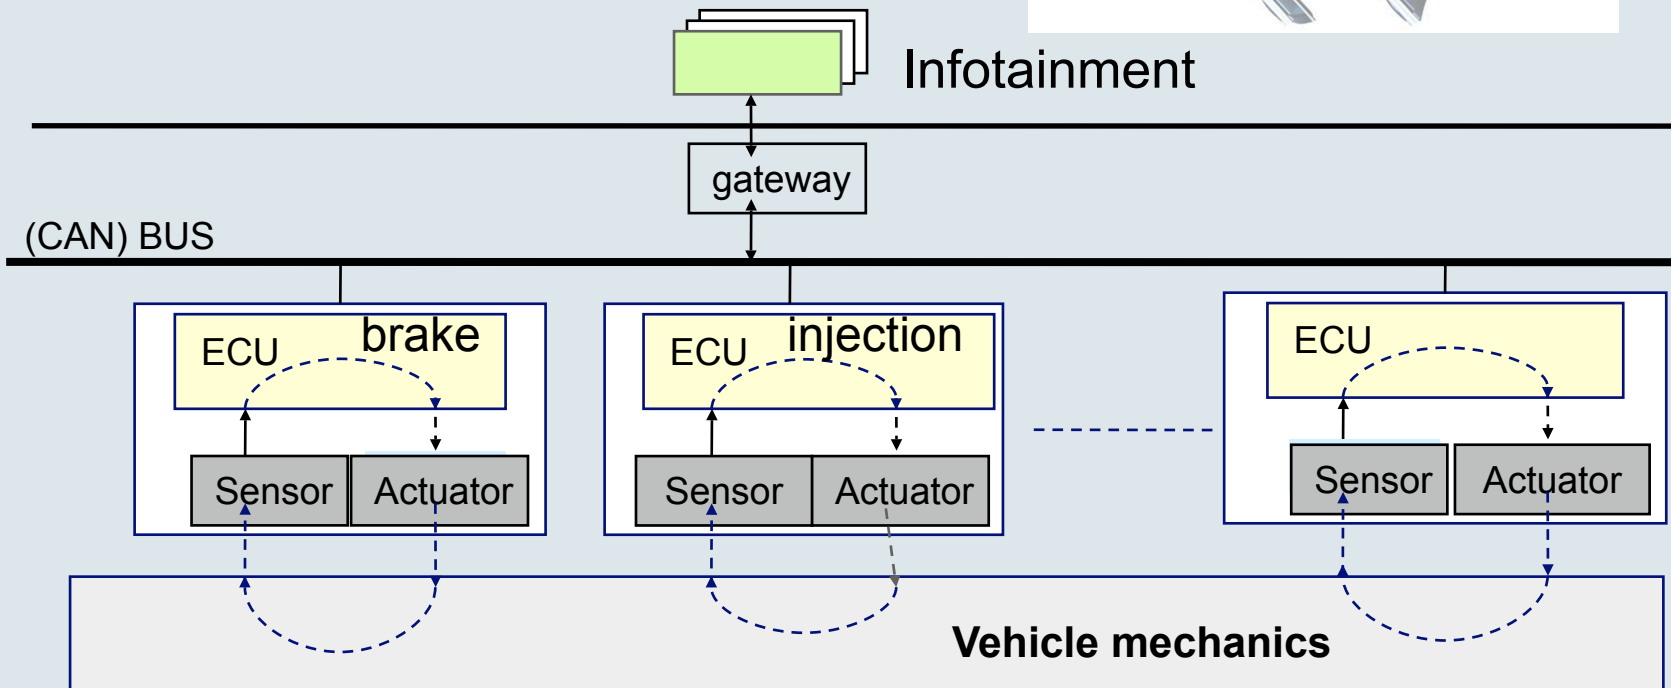 Infotainment
gateway
(CAN) BUS
ECU brake
ECU injection
ECU
Sensor Actuator
Sensor Actuator
Sensor Actuator
Vehicle mechanics